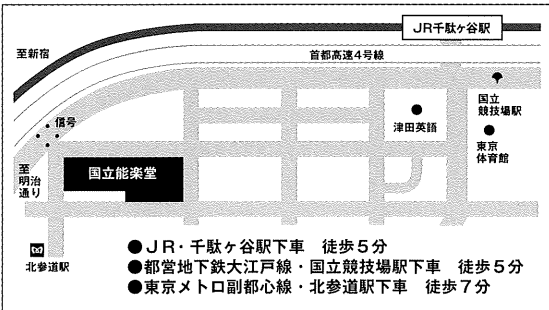 JR千駄ヶ谷駅
至新宿
首都高速4号線
国立
競技場駅
信号
津田英語
東京
体育館
至
明治
通り
国立能楽堂
北参道駅
●JR・千駄ヶ谷駅下車 徒歩5分
●都営地下鉄大江戸線・国立競技場駅下車 徒歩5分
●東京メトロ副都心線・北参道駅下車 徒歩7分